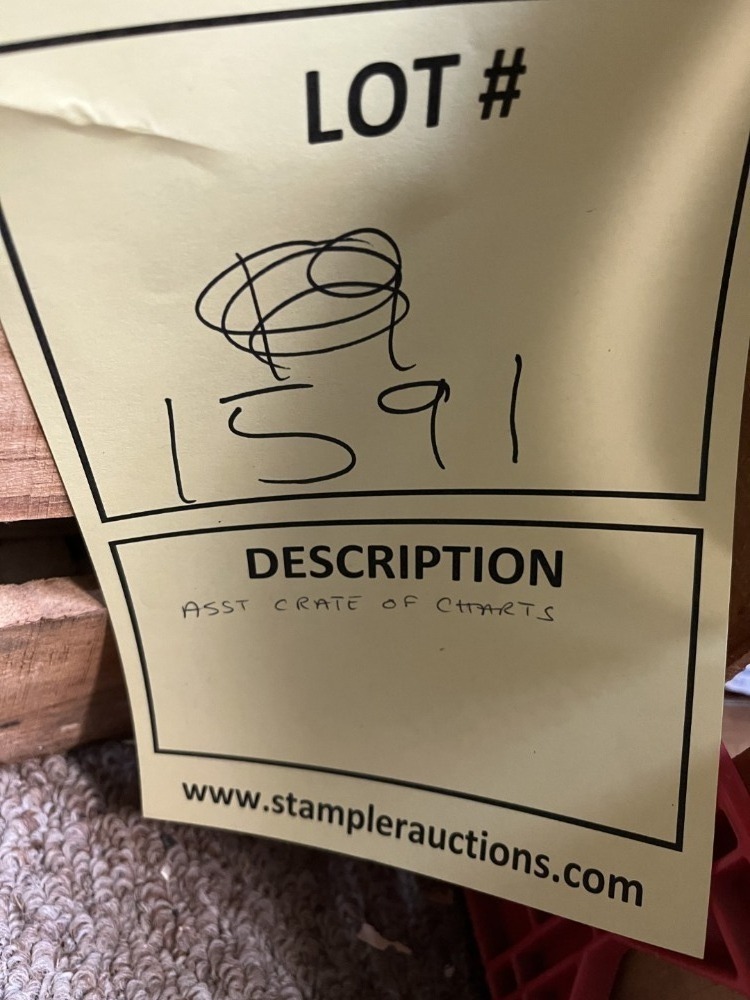 LOT #
1591
DESCRIPTION
ASST CRATE OF CHARTS
www.stamplerauctions.com